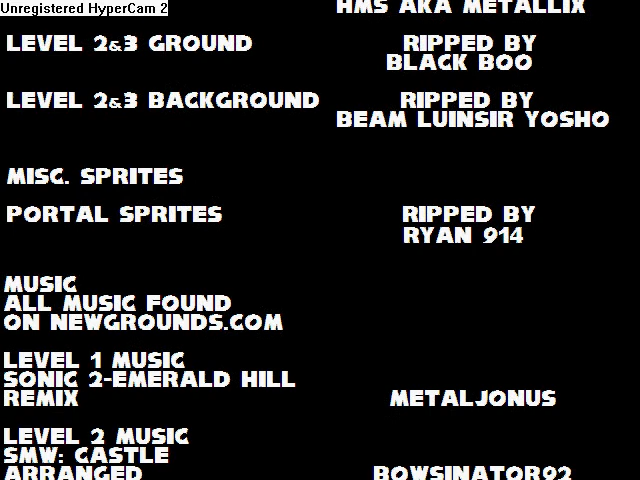 Unregistered HyperCam 2
HMS AKA METALLIX
LEVEL 2&3 GROUND RIPPED BY
BLACK BOO
LEVEL 2&3 BACKGROUND RIPPED BY
BEAM LUINSIR YOSHO
MISC. SPRITES
PORTAL SPRITES RIPPED BY
RYAN 914
MUSIC
ALL MUSIC FOUND
ON NEWGROUNDS.COM
LEVEL 1 MUSIC
SONIC 2-EMERALD HILL
REMIX METALJONUS
LEVEL 2 MUSIC
SMW: CASTLE
ARRANGED BOWSINATOR92